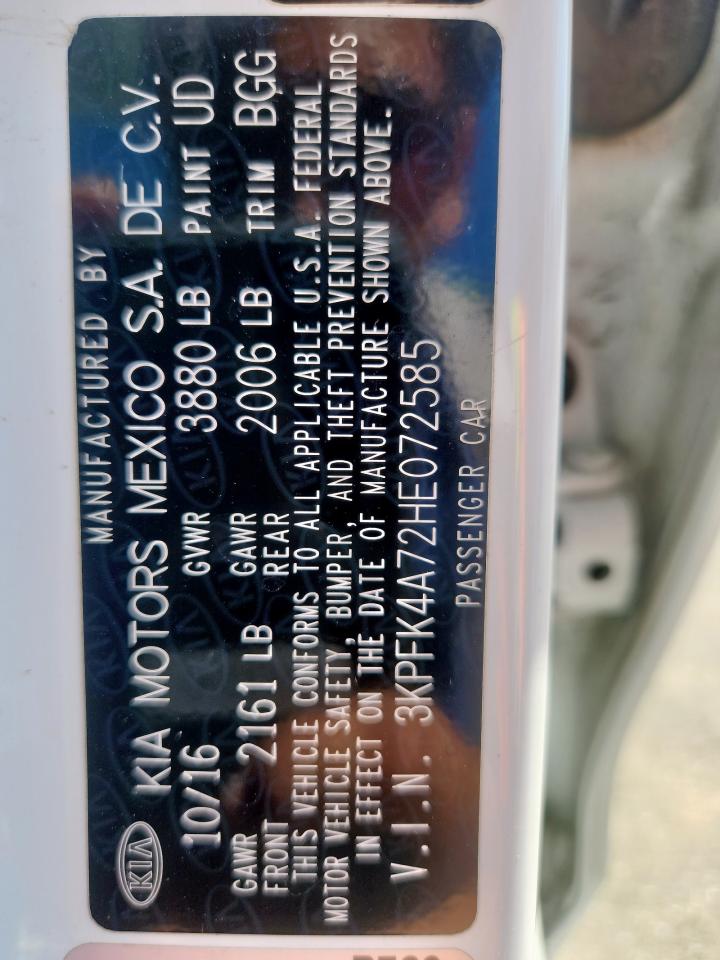 MANUFACTURED BY
KIA KIA MOTORS MEXICO S.A. DE C.V.
10/16 GVWR 3880 LB PAINT UD
GAWR FRONT 2161 LB GAWR REAR 2006 LB TRIM BGG
THIS VEHICLE CONFORMS TO ALL APPLICABLE U.S.A. FEDERAL
MOTOR VEHICLE SAFETY, BUMPER, AND THEFT PREVENTION STANDARDS
IN EFFECT ON THE DATE OF MANUFACTURE SHOWN ABOVE.
V.I.N. 3KPFK4A72HE072585
PASSENGER CAR